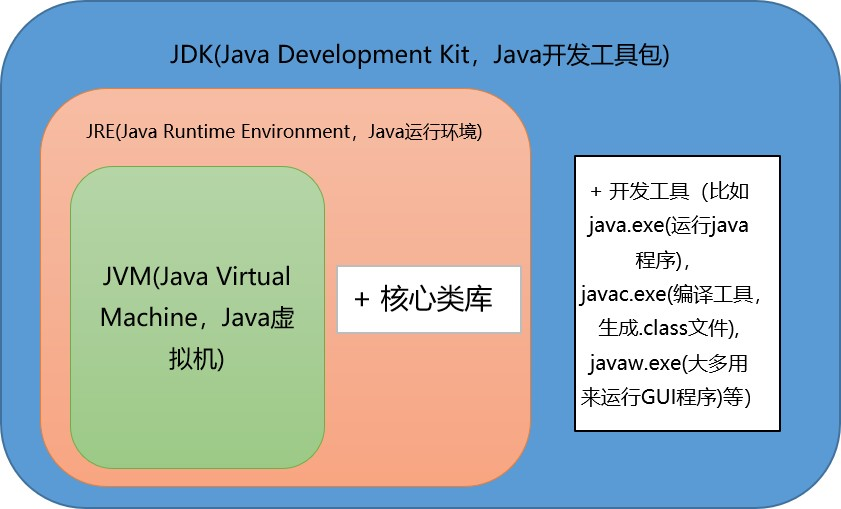 JDK(Java Development Kit，Java开发工具包)
JRE(Java Runtime Environment，Java运行环境)
JVM(Java Virtual
Machine，Java虚
拟机)
+ 核心类库
+ 开发工具（比如
java.exe(运行java
程序)，
javac.exe(编译工具，
生成.class文件),
javaw.exe(大多用
来运行GUI程序)等）